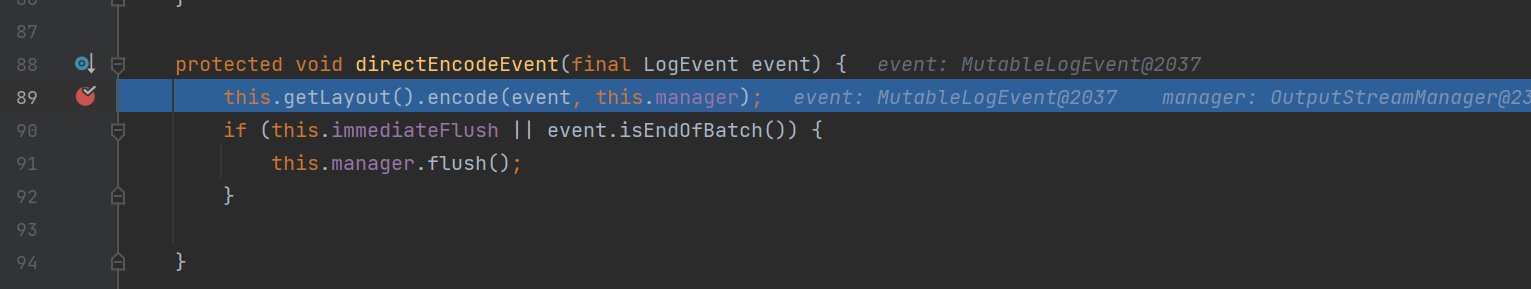 87
88 protected void directEncodeEvent(final LogEvent event) { event: MutableLogEvent@2037
89 this.getLayout().encode(event, this.manager); event: MutableLogEvent@2037 manager: OutputStreamManager@23
90 if (this.immediateFlush || event.isEndOfBatch()) {
91 this.manager.flush();
92 }
93
94 }